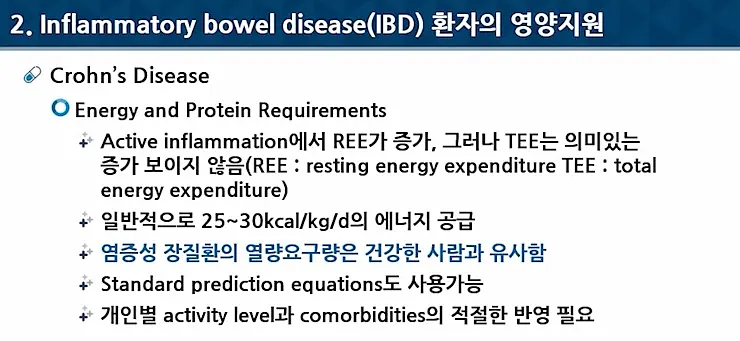 2. Inflammatory bowel disease(IBD) 환자의 영양지원
Crohn's Disease
Energy and Protein Requirements
Active inflammation에서 REE가 증가, 그러나 TEE는 의미있는
증가 보이지 않음(REE : resting energy expenditure TEE : total
energy expenditure)
일반적으로 25~30kcal/kg/d의 에너지 공급
염증성 장질환의 열량요구량은 건강한 사람과 유사함
Standard prediction equations도 사용가능
개인별 activity level과 comorbidities의 적절한 반영 필요